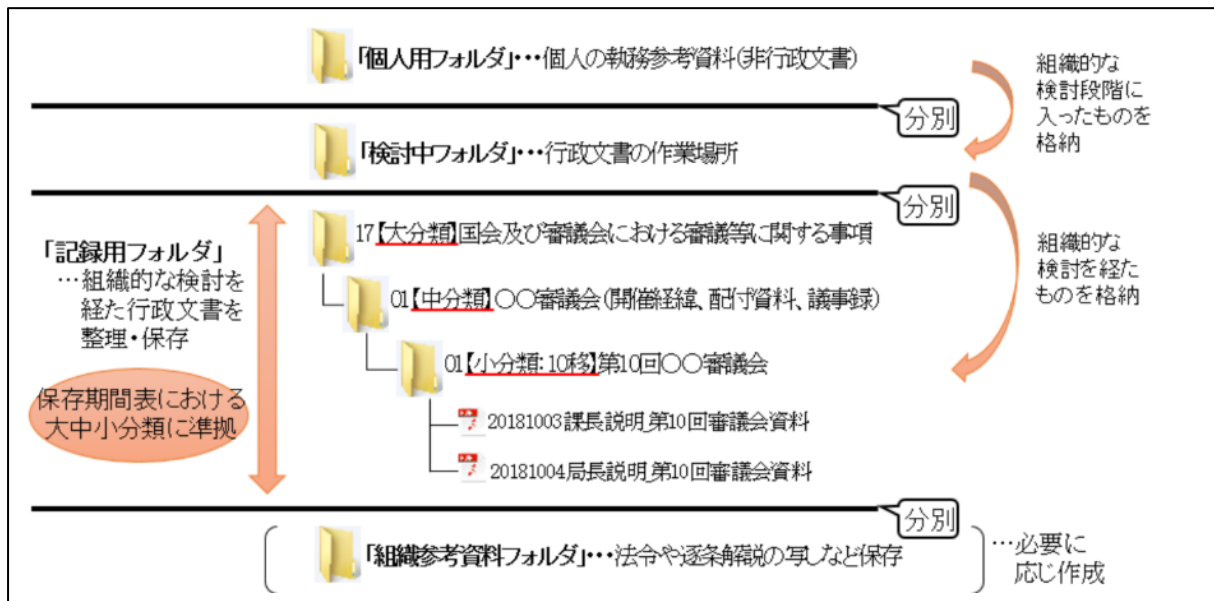 「個人用フォルダ」・・・個人の執務参考資料(非行政文書)
組織的な
検討段階に
入ったものを
格納
分別
「検討中フォルダ」・・・行政文書の作業場所
分別
17【大分類】国会及び審議会における審議等に関する事項
「記録用フォルダ」
…組織的な検討を
経た行政文書を
整理・保存
01【中分類】〇〇審議会(開催経緯、配付資料、議事録)
組織的な
検討を経た
ものを格納
01【小分類:10移】第10回〇〇審議会
保存期間表における
大中小分類に準拠
20181003課長説明_第10回審議会資料
20181004局長説明_第10回審議会資料
分別
「組織参考資料フォルダ」・・・法令や逐条解説の写しなど保存
…必要に
応じ作成